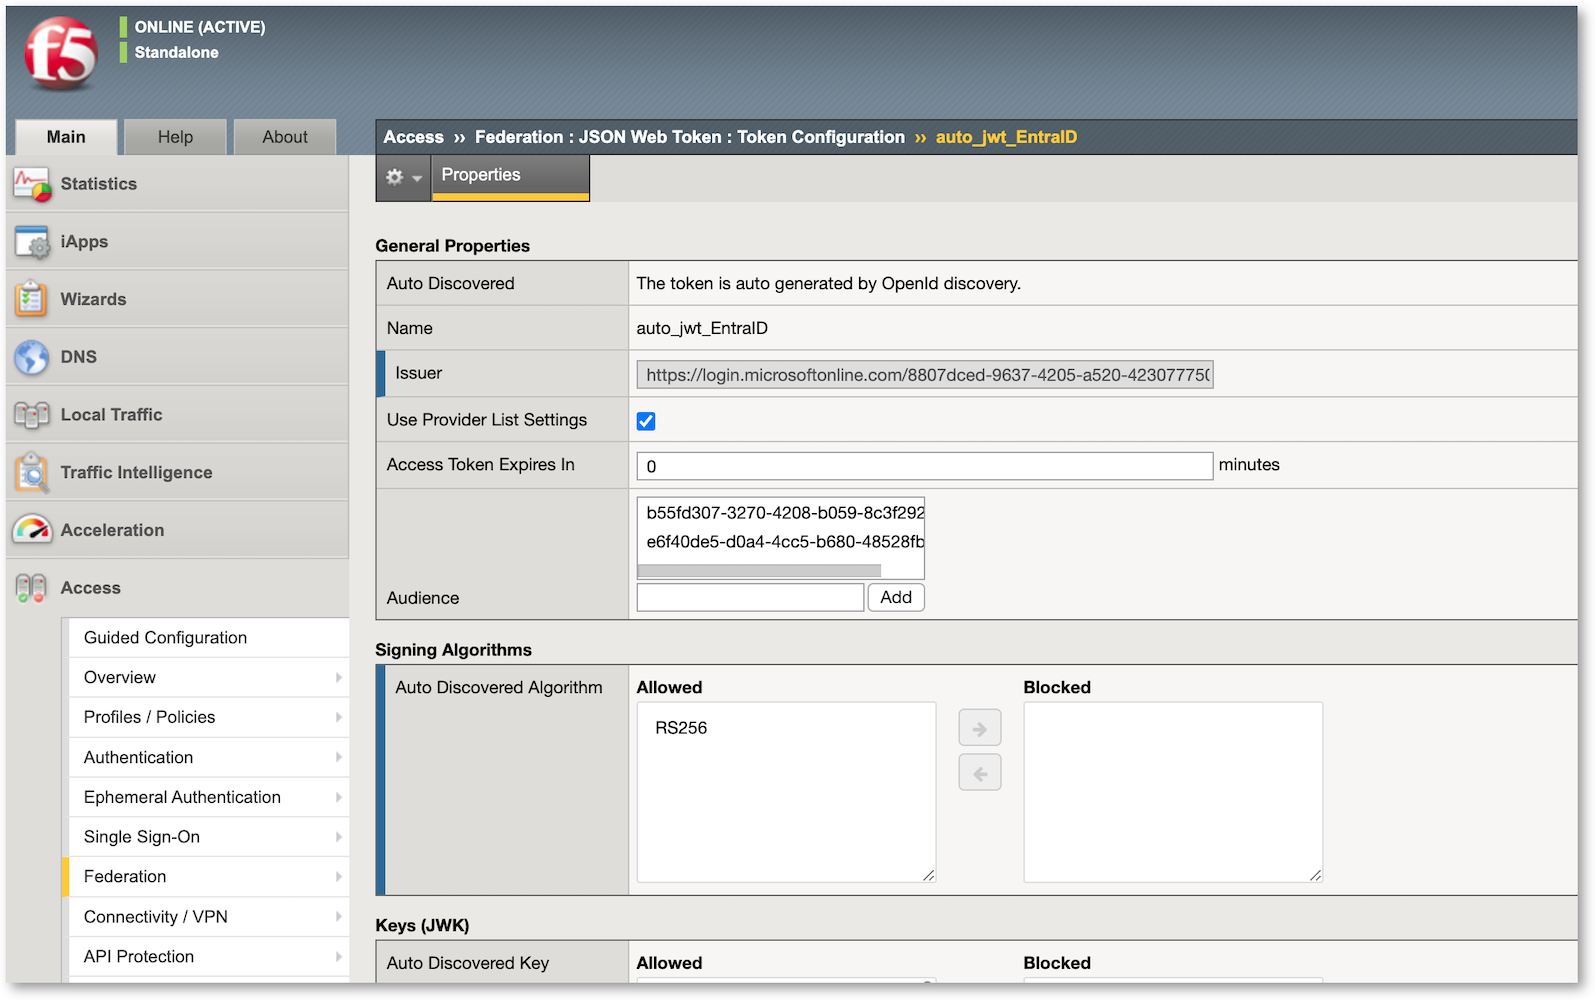 f5
ONLINE (ACTIVE)
Standalone
Main
Help
About
Access ›› Federation : JSON Web Token : Token Configuration ›› auto_jwt_EntraID
Properties
Statistics
iApps
Wizards
DNS
Local Traffic
Traffic Intelligence
Acceleration
Access
Guided Configuration
Overview
Profiles / Policies
Authentication
Ephemeral Authentication
Single Sign-On
Federation
Connectivity / VPN
API Protection
General Properties
Auto Discovered The token is auto generated by OpenId discovery.
Name auto_jwt_EntraID
Issuer https://login.microsoftonline.com/8807dced-9637-4205-a520-423077750
Use Provider List Settings
Access Token Expires In 0 minutes
b55fd307-3270-4208-b059-8c3f292
e6f40de5-d0a4-4cc5-b680-48528fb
Audience Add
Signing Algorithms
Auto Discovered Algorithm Allowed Blocked
RS256
Keys (JWK)
Auto Discovered Key Allowed Blocked